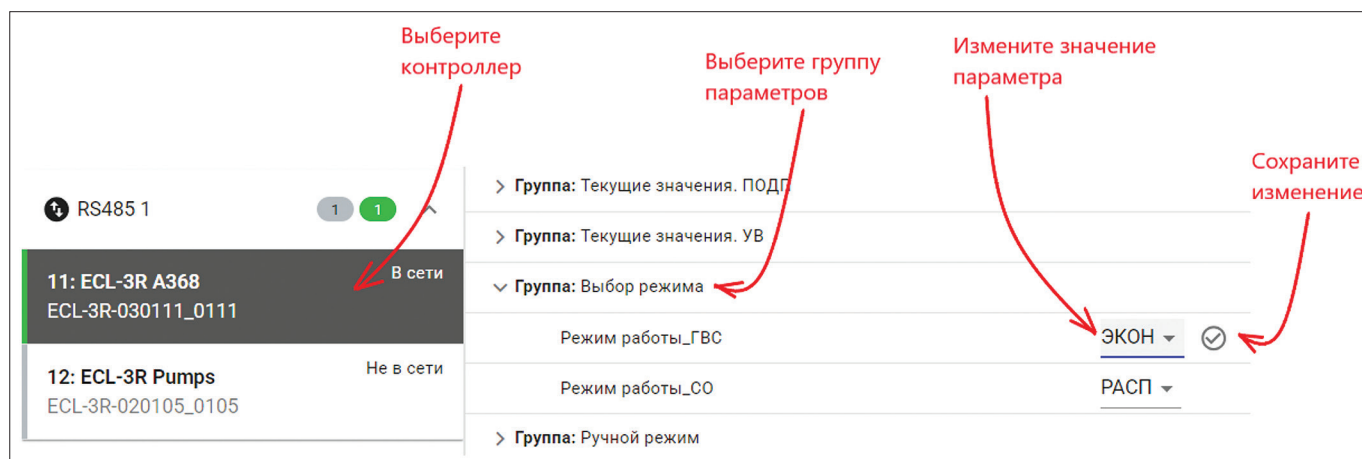 Выберите
контроллер
Выберите группу
параметров
Измените значение
параметра
Сохраните
изменение
RS485 1
1 1
11: ECL-3R A368
В сети
ECL-3R-030111_0111
12: ECL-3R Pumps
Не в сети
ECL-3R-020105_0105
Группа: Текущие значения. ПОДП
Группа: Текущие значения. УВ
Группа: Выбор режима
Режим работы_ГВС
ЭКОН
Режим работы_СО
РАСП
Группа: Ручной режим